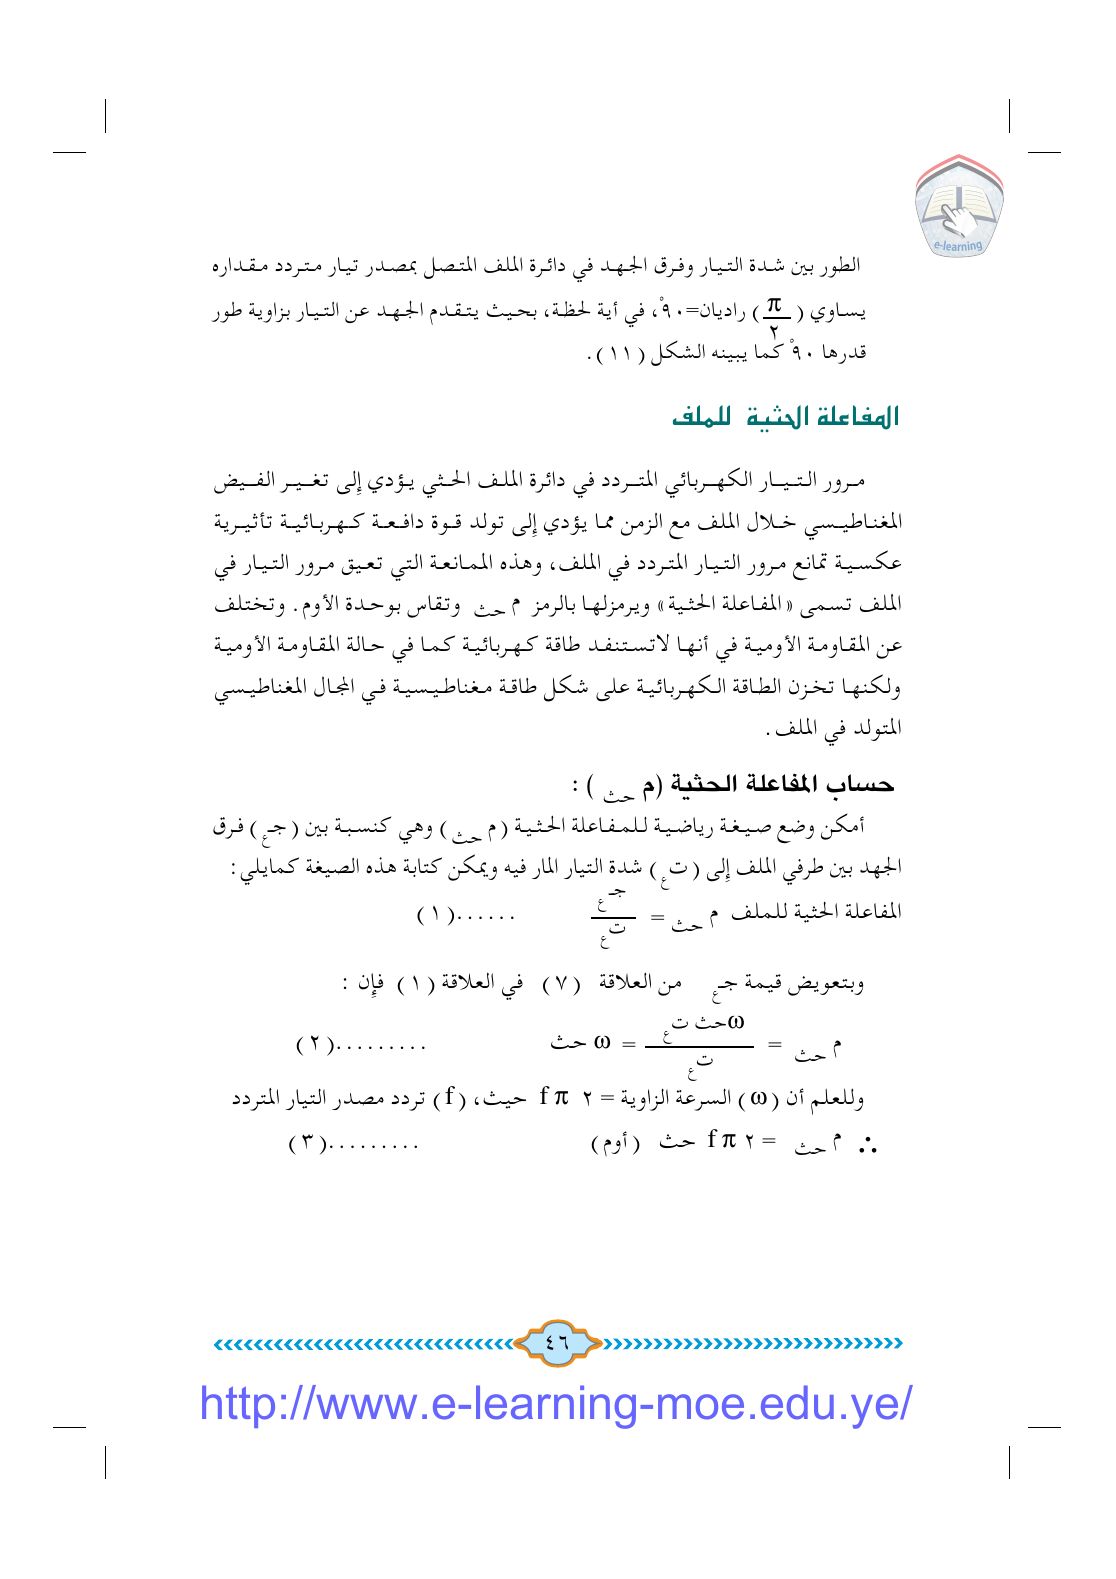 e-learning
الطور بين شدة التيار وفرق الجهد في دائرة الملف المتصل بمصدر تيار متردد مقداره
يساوي ( π / ٢ ) راديان=٩٠°، في أية لحظة، بحيث يتقدم الجهد عن التيار بزاوية طور
قدرها ٩٠° كما يبينه الشكل (١١).
المفاعلة الحثية للملف
مرور التيار الكهربائي المتردد في دائرة الملف الحثي يؤدي إلى تغيير الفيض
المغناطيسي خلال الملف مع الزمن مما يؤدي إلى تولد قوة دافعة كهربائية تأثيرية
عكسية تمانع مرور التيار المتردد في الملف، وهذه الممانعة التي تعيق مرور التيار في
الملف تسمى «المفاعلة الحثية» ويرمزلها بالرمز م حث وتقاس بوحدة الأوم. وتختلف
عن المقاومة الأومية في أنها لاتستنفد طاقة كهربائية كما في حالة المقاومة الأومية
ولكنها تخزن الطاقة الكهربائية على شكل طاقة مغناطيسية في المجال المغناطيسي
المتولد في الملف.
حساب المفاعلة الحثية (م حث ) :
أمكن وضع صيغة رياضية للمفاعلة الحثية (م حث) وهي كنسبة بين (جـع) فرق
الجهد بين طرفي الملف إلى (تع) شدة التيار المار فيه ويمكن كتابة هذه الصيغة كمايلي:
المفاعلة الحثية للملف م حث = جـع / تع ......(١)
وبتعويض قيمة جـع من العلاقة (٧) في العلاقة (١) فإن :
م حث = ωحث تع / تع = ω حث .........(٢)
وللعلم أن (ω) السرعة الزاوية = ٢ π f حيث، (f) تردد مصدر التيار المتردد
∴ م حث = ٢ π f حث (أوم) .........(٣)
٤٦
http://www.e-learning-moe.edu.ye/